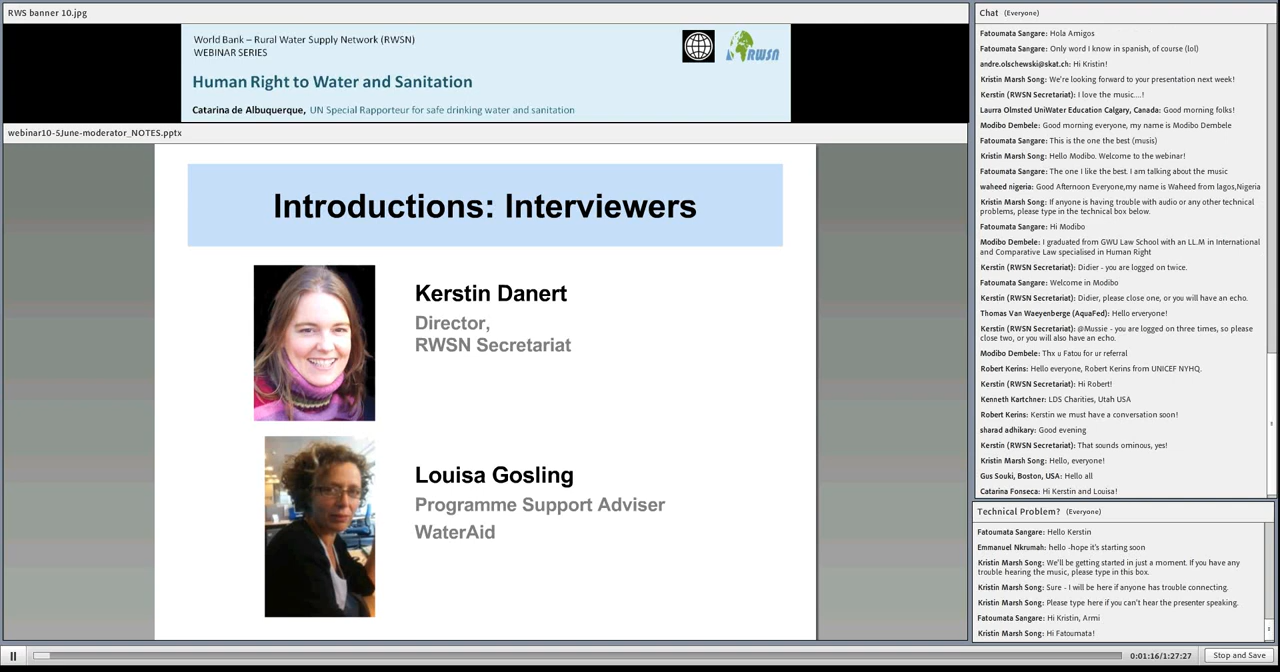 RWS banner 10.jpg
World Bank – Rural Water Supply Network (RWSN)
WEBINAR SERIES
RWSN
Human Right to Water and Sanitation
Catarina de Albuquerque, UN Special Rapporteur for safe drinking water and sanitation
webinar10-5June-moderator_NOTES.pptx
Introductions: Interviewers
Kerstin Danert
Director,
RWSN Secretariat
Louisa Gosling
Programme Support Adviser
WaterAid
Chat (Everyone)
Fatoumata Sangare: Hola Amigos
Fatoumata Sangare: Only word I know in spanish, of course (lol)
andre.olschewski@skat.ch: Hi Kristin!
Kristin Marsh Song: We're looking forward to your presentation next week!
Kerstin (RWSN Secretariat): I love the music....!
Laurra Olmsted UniWater Education Calgary, Canada: Good morning folks!
Modibo Dembele: Good morning everyone, my name is Modibo Dembele
Fatoumata Sangare: This is the one the best (musis)
Kristin Marsh Song: Hello Modibo. Welcome to the webinar!
Fatoumata Sangare: The one I like the best. I am talking about the music
waheed nigeria: Good Afternoon Everyone,my name is Waheed from lagos,Nigeria
Kristin Marsh Song: If anyone is having trouble with audio or any other technical
problems, please type in the technical box below.
Fatoumata Sangare: Hi Modibo
Modibo Dembele: I graduated from GWU Law School with an LL.M in International
and Comparative Law specialised in Human Right
Kerstin (RWSN Secretariat): Didier - you are logged on twice.
Fatoumata Sangare: Welcome in Modibo
Kerstin (RWSN Secretariat): Didier, please close one, or you will have an echo.
Thomas Van Waeyenberge (AquaFed): Hello erveryone!
Kerstin (RWSN Secretariat): @Mussie - you are logged on three times, so please
close two, or you will also have an echo.
Modibo Dembele: Thx u Fatou for ur referral
Robert Kerins: Hello everyone, Robert Kerins from UNICEF NYHQ.
Kerstin (RWSN Secretariat): Hi Robert!
Kenneth Kartchner: LDS Charities, Utah USA
Robert Kerins: Kerstin we must have a conversation soon!
sharad adhikary: Good evening
Kerstin (RWSN Secretariat): That sounds ominous, yes!
Kristin Marsh Song: Hello, everyone!
Gus Souki, Boston, USA: Hello all
Catarina Fonseca: Hi Kerstin and Louisa!
Technical Problem? (Everyone)
Fatoumata Sangare: Hello Kerstin
Emmanuel Nkrumah: hello -hope it's starting soon
Kristin Marsh Song: We'll be getting started in just a moment. If you have any
trouble hearing the music, please type in this box.
Kristin Marsh Song: Sure - I will be here if anyone has trouble connecting.
Kristin Marsh Song: Please type here if you can't hear the presenter speaking.
Fatoumata Sangare: Hi Kristin, Armi
Kristin Marsh Song: Hi Fatoumata!
0:01:16/1:27:27
Stop and Save